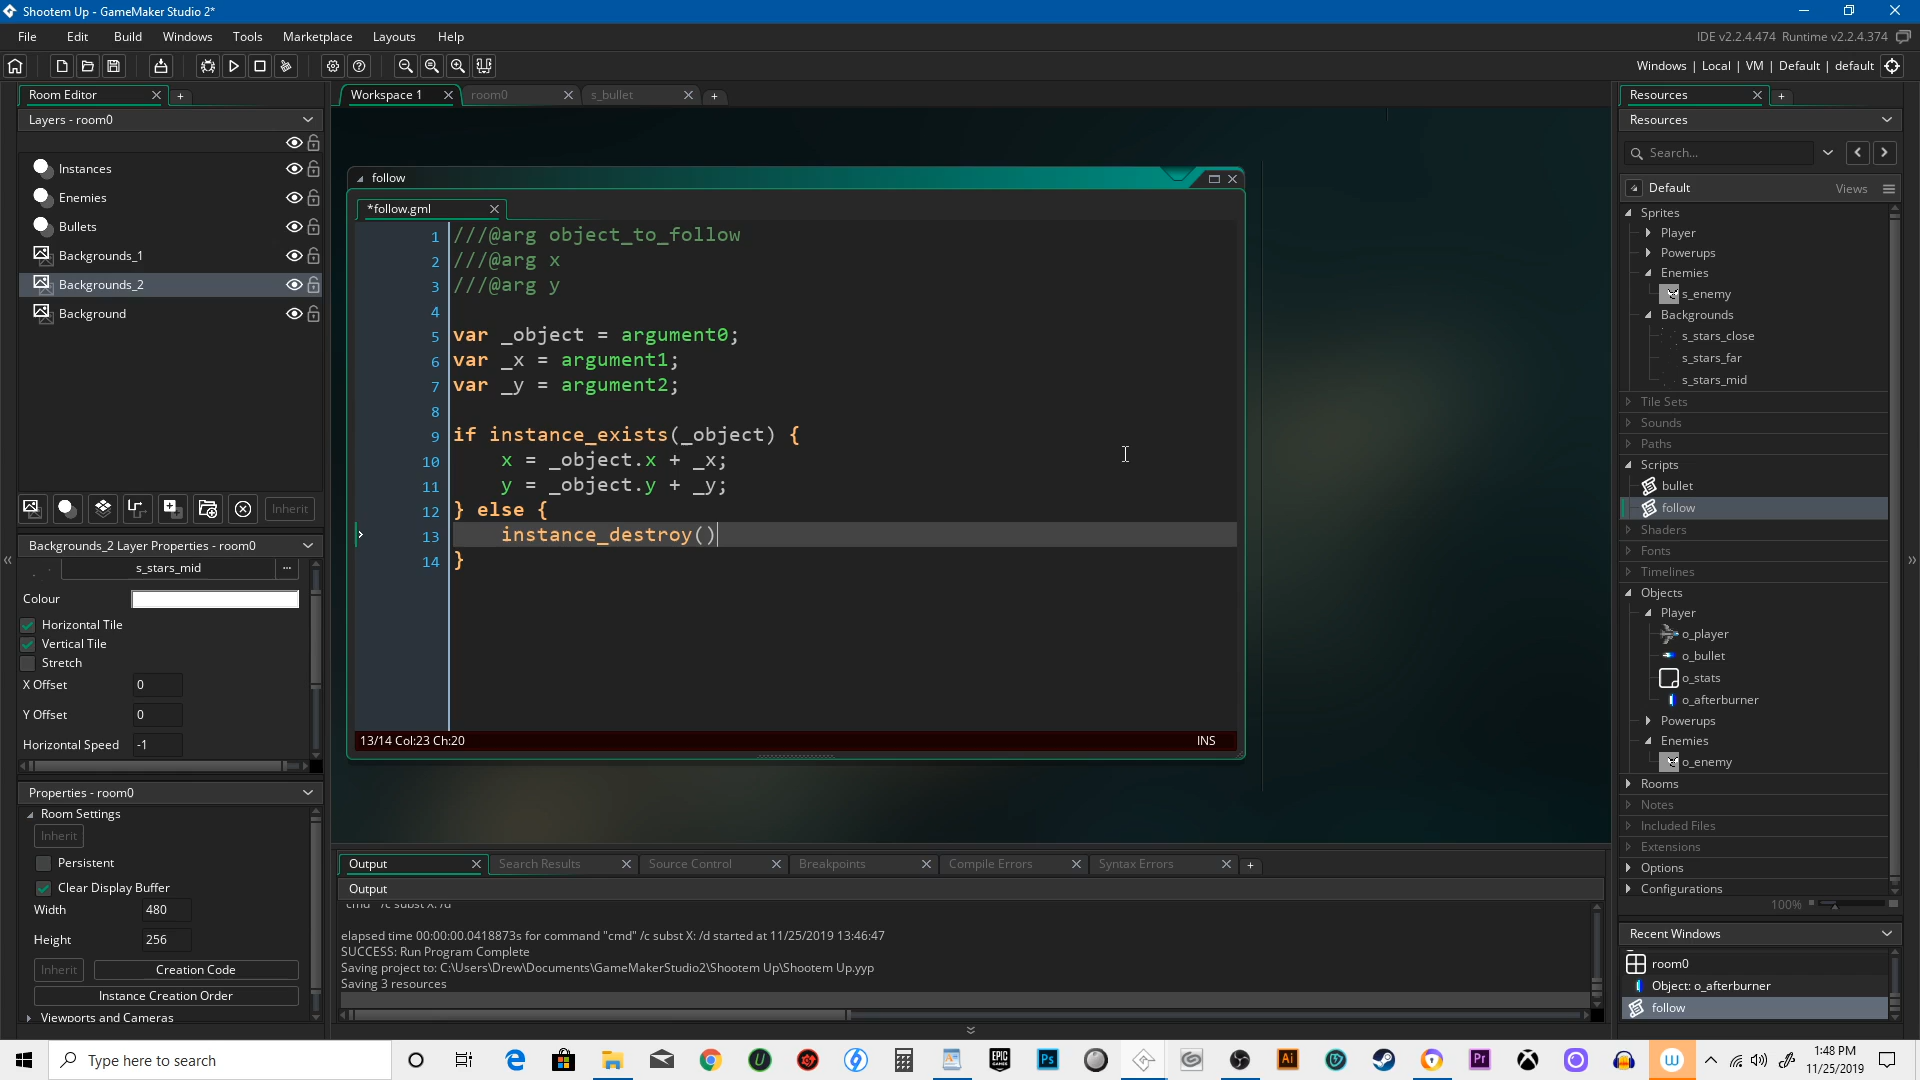 Shootem Up - GameMaker Studio 2*
File Edit Build Windows Tools Marketplace Layouts Help
IDE v2.2.4.474 Runtime v2.2.4.374
Windows | Local | VM | Default | default
Room Editor
Layers - room0
Instances
Enemies
Bullets
Backgrounds_1
Backgrounds_2
Background
Inherit
Backgrounds_2 Layer Properties - room0
s_stars_mid ...
Colour
Horizontal Tile
Vertical Tile
Stretch
X Offset 0
Y Offset 0
Horizontal Speed -1
Properties - room0
Room Settings
Inherit
Persistent
Clear Display Buffer
Width 480
Height 256
Inherit Creation Code
Instance Creation Order
Viewports and Cameras
Workspace 1 room0 s_bullet
follow
*follow.gml
1 ///@arg object_to_follow
2 ///@arg x
3 ///@arg y
4
5 var _object = argument0;
6 var _x = argument1;
7 var _y = argument2;
8
9 if instance_exists(_object) {
10 x = _object.x + _x;
11 y = _object.y + _y;
12 } else {
13 instance_destroy()
14 }
13/14 Col:23 Ch:20 INS
Output Search Results Source Control Breakpoints Compile Errors Syntax Errors
Output
"cmd" /c subst X: /d
elapsed time 00:00:00.0418873s for command "cmd" /c subst X: /d started at 11/25/2019 13:46:47
SUCCESS: Run Program Complete
Saving project to: C:\Users\Drew\Documents\GameMakerStudio2\Shootem Up\Shootem Up.yyp
Saving 3 resources
Resources
Resources
Search...
Default Views
Sprites
Player
Powerups
Enemies
s_enemy
Backgrounds
s_stars_close
s_stars_far
s_stars_mid
Tile Sets
Sounds
Paths
Scripts
bullet
follow
Shaders
Fonts
Timelines
Objects
Player
o_player
o_bullet
o_stats
o_afterburner
Powerups
Enemies
o_enemy
Rooms
Notes
Included Files
Extensions
Options
Configurations
100%
Recent Windows
room0
Object: o_afterburner
follow
Type here to search
EPIC GAMES
Ps
Ai
Pr
W
1:48 PM
11/25/2019